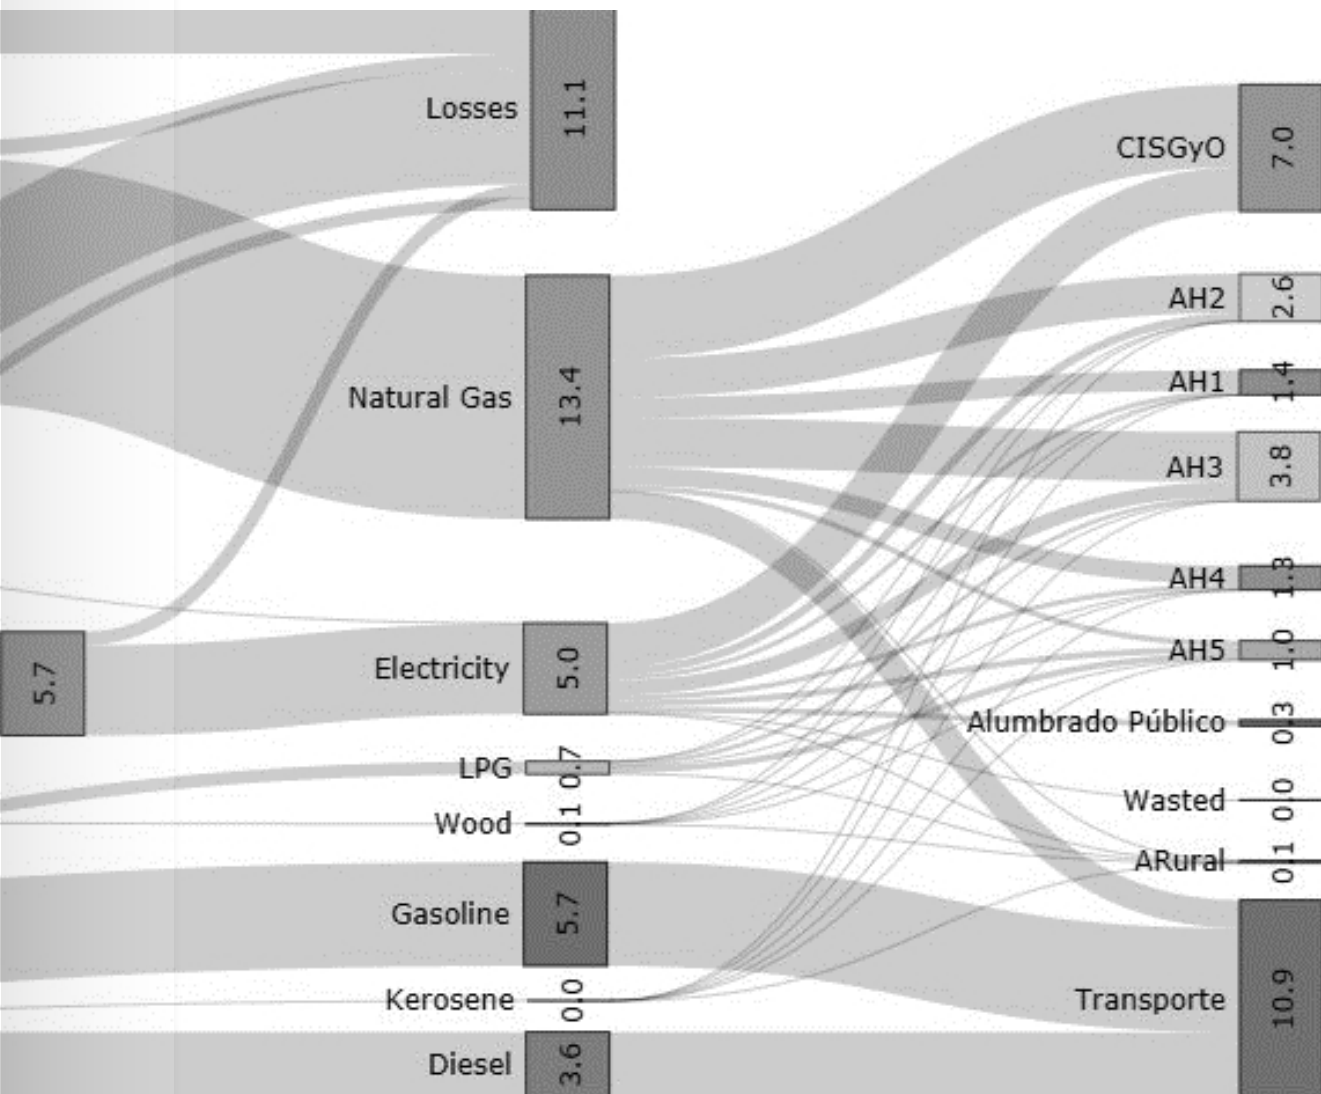 Losses
11.1
CISGyO
7.0
AH2
2.6
Natural Gas
13.4
AH1
1.4
AH3
3.8
AH4
1.3
5.7
Electricity
5.0
AH5
1.0
Alumbrado Público
0.3
LPG
0.7
Wasted
0.0
Wood
0.1
ARural
0.1
Gasoline
5.7
Kerosene
0.0
Transporte
10.9
Diesel
3.6